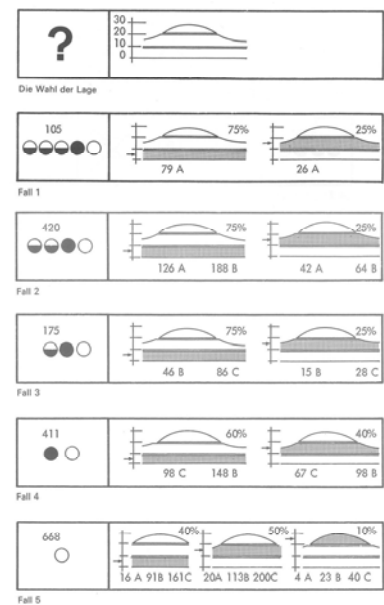 ?
30
20
10
0
Die Wahl der Lage
105
75%
25%
79 A
26 A
Fall 1
420
75%
25%
126 A 188 B
42 A 64 B
Fall 2
175
75%
25%
46 B 86 C
15 B 28 C
Fall 3
411
60%
40%
98 C 148 B
67 C 98 B
Fall 4
668
40%
50%
10%
16 A 91B 161C
20A 113B 200C
4 A 23 B 40 C
Fall 5